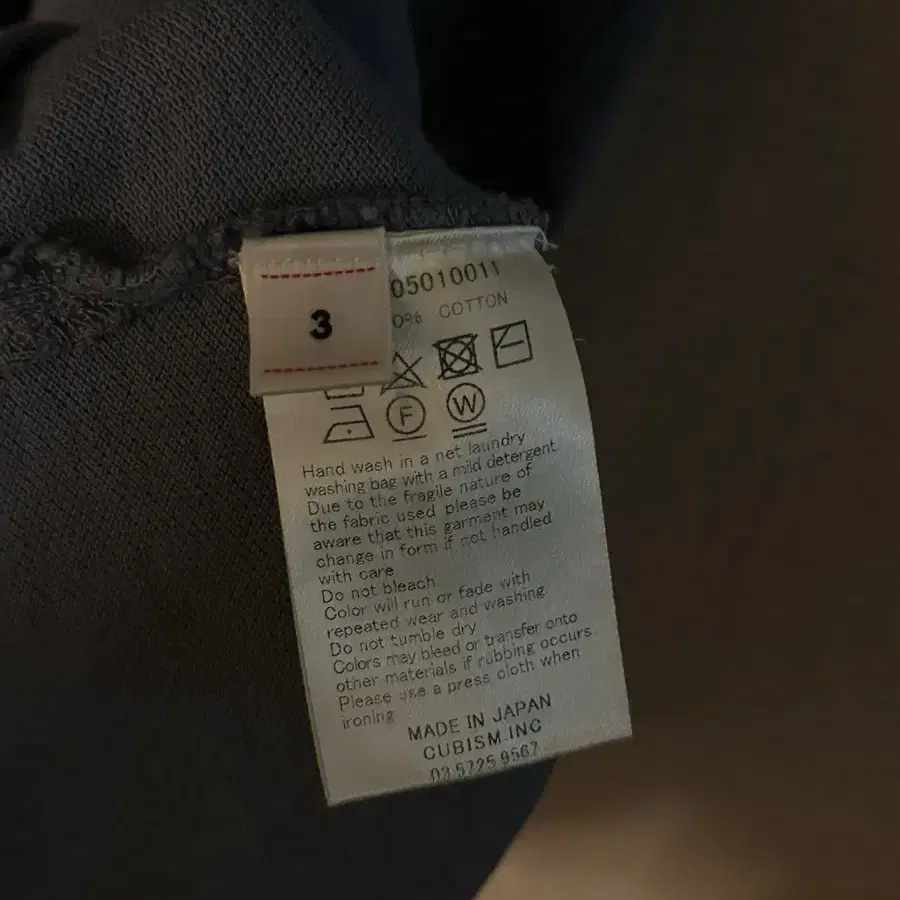 3
05010011
0% COTTON
F
W
Hand wash in a net laundry
washing bag with a mild detergent
Due to the fragile nature of
the fabric used please be
aware that this garment may
change in form if not handled
with care
Do not bleach
Color will run or fade with
repeated wear and washing
Do not tumble dry
Colors may bleed or transfer onto
other materials if rubbing occurs
Please use a press cloth when
ironing
MADE IN JAPAN
CUBISM.INC
03 5725 9567